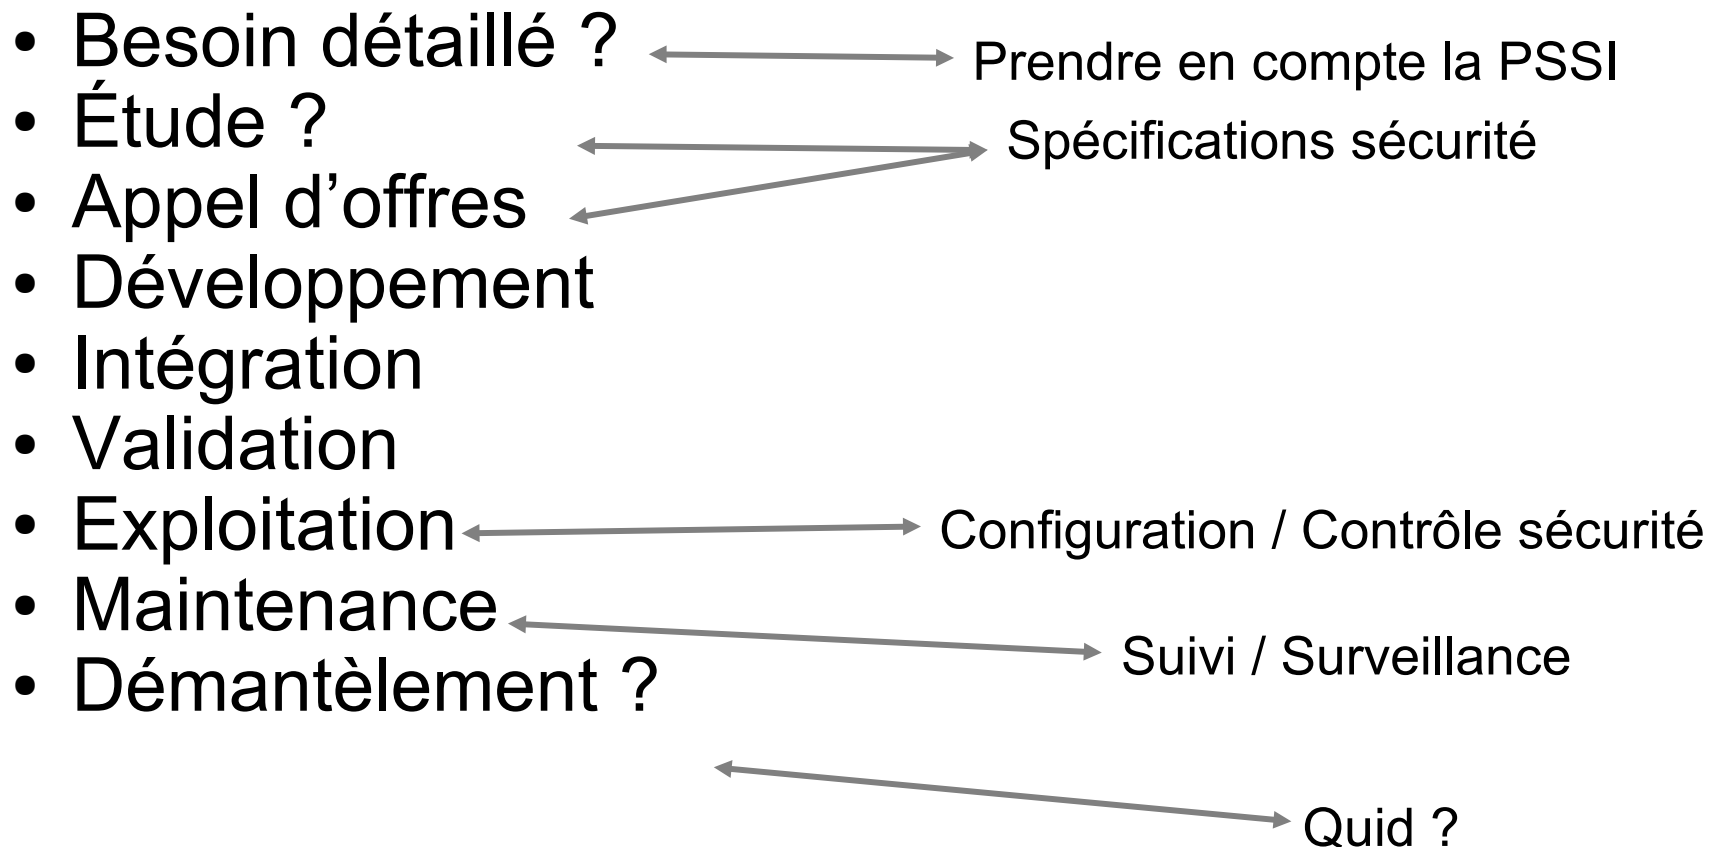 • Besoin détaillé ?
Prendre en compte la PSSI
• Étude ?
Spécifications sécurité
• Appel d’offres
• Développement
• Intégration
• Validation
• Exploitation
Configuration / Contrôle sécurité
• Maintenance
Suivi / Surveillance
• Démantèlement ?
Quid ?